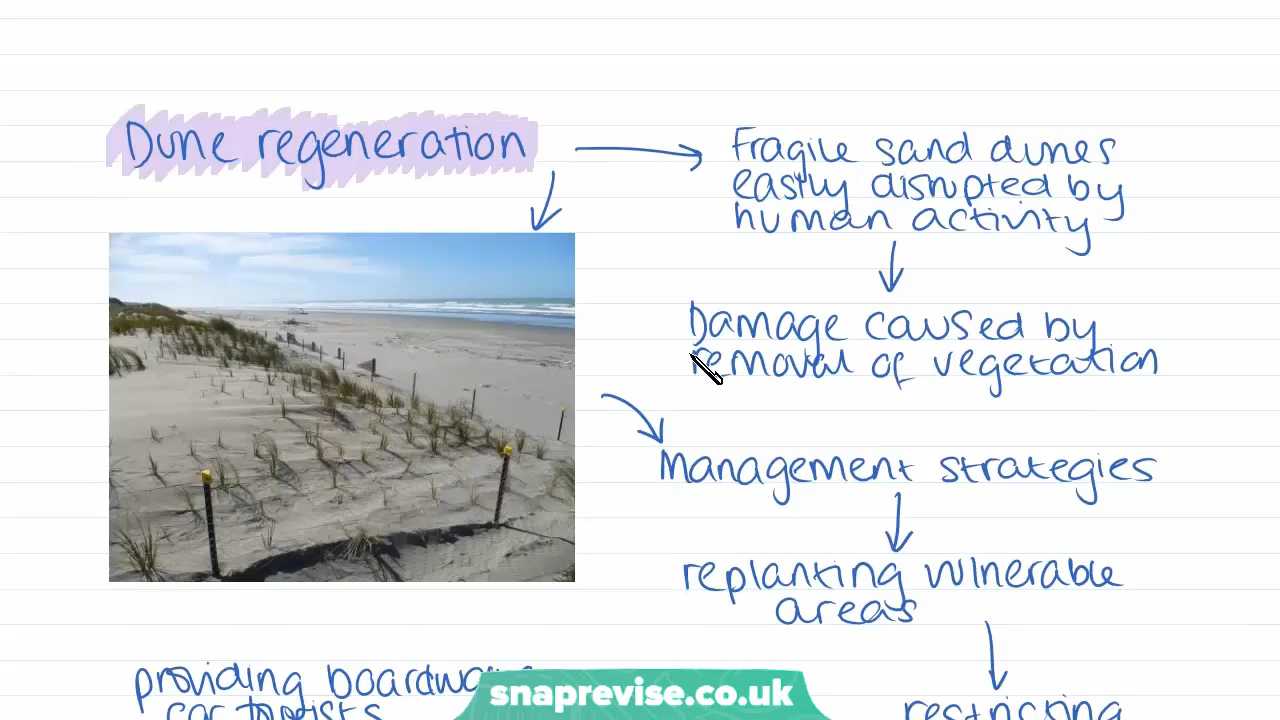 Dune regeneration
Fragile sand dunes
easily disrupted by
human activity
Damage caused by
removal of vegetation
Management strategies
replanting vulnerable
areas
providing
restricting
snaprevise.co.uk